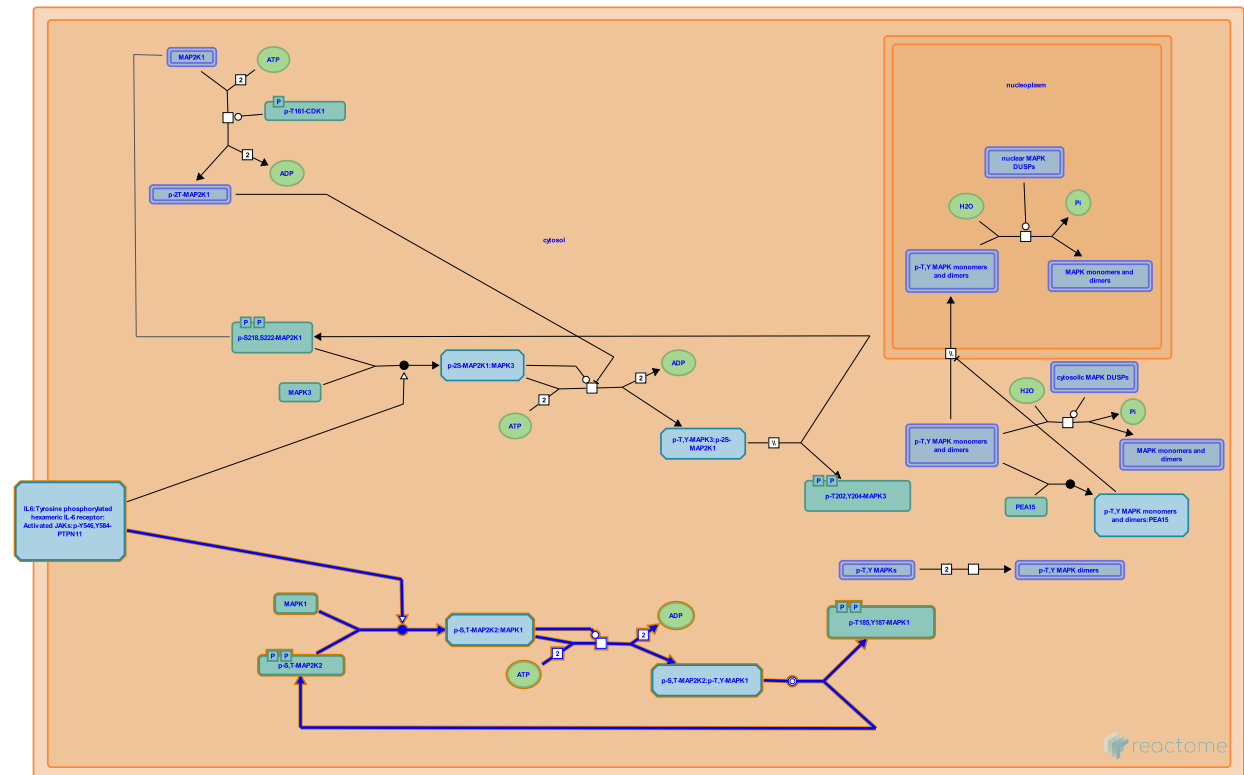 MAP2K1
ATP
2
P
p-T161-CDK1
2
ADP
p-2T-MAP2K1
nucleoplasm
nuclear MAPK
DUSPs
H2O
Pi
p-T,Y MAPK monomers
and dimers
MAPK monomers and
dimers
cytosol
P P
p-S218,S222-MAP2K1
MAPK3
p-2S-MAP2K1:MAPK3
ADP
2
2
ATP
p-T,Y-MAPK3:p-2S-
MAP2K1
\\
P P
p-T202,Y204-MAPK3
\\
cytosolic MAPK DUSPs
H2O
Pi
p-T,Y MAPK monomers
and dimers
MAPK monomers and
dimers
PEA15
p-T,Y MAPK monomers
and dimers:PEA15
IL6:Tyrosine phosphorylated
hexameric IL-6 receptor:
Activated JAKs:p-Y546,Y584-
PTPN11
p-T,Y MAPKs
2
p-T,Y MAPK dimers
MAPK1
P P
p-S,T-MAP2K2
p-S,T-MAP2K2:MAPK1
ADP
2
2
ATP
p-S,T-MAP2K2:p-T,Y-MAPK1
P P
p-T185,Y187-MAPK1
reactome